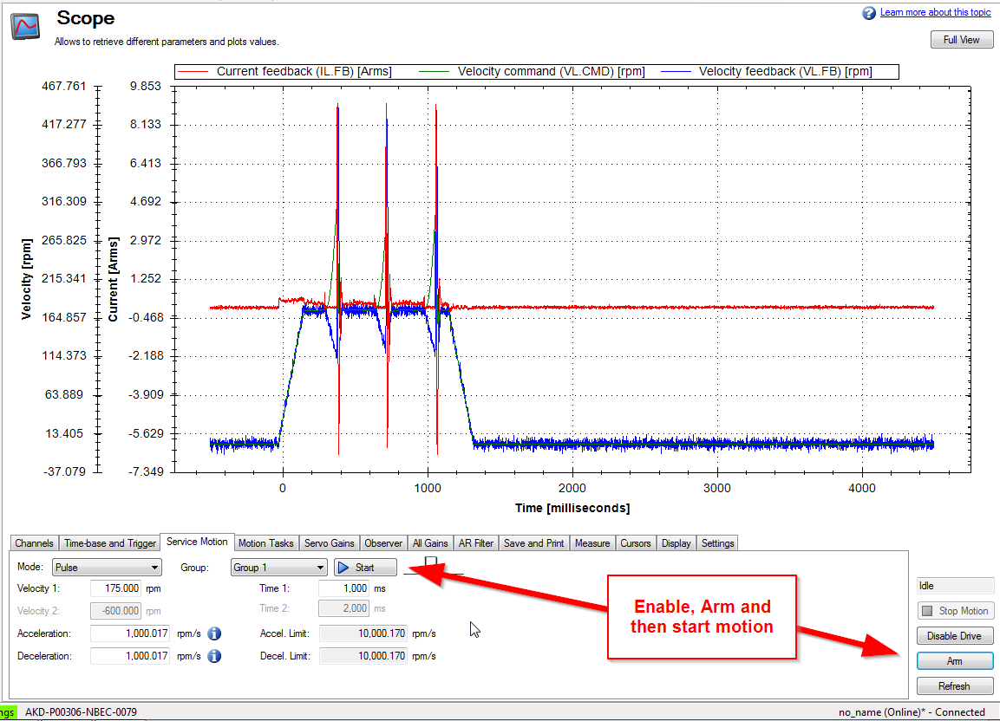 Scope
Learn more about this topic
Allows to retrieve different parameters and plots values.
Full View
Current feedback (IL.FB) [Arms] Velocity command (VL.CMD) [rpm] Velocity feedback (VL.FB) [rpm]
467.761 9.853
417.277 8.133
366.793 6.413
316.309 4.692
265.825 2.972
215.341 1.252
164.857 -0.468
114.373 -2.188
63.889 -3.909
13.405 -5.629
-37.079 -7.349
Velocity [rpm]
Current [Arms]
0 1000 2000 3000 4000
Time [milliseconds]
Channels Time-base and Trigger Service Motion Motion Tasks Servo Gains Observer All Gains AR Filter Save and Print Measure Cursors Display Settings
Mode: Pulse Group: Group 1 Start
Velocity 1: 175.000 rpm Time 1: 1,000 ms
Velocity 2: -600.000 rpm Time 2: 2,000 ms
Acceleration: 1,000.017 rpm/s Accel. Limit: 10,000.170 rpm/s
Deceleration: 1,000.017 rpm/s Decel. Limit: 10,000.170 rpm/s
Enable, Arm and
then start motion
Idle
Stop Motion
Disable Drive
Arm
Refresh
ngs AKD-P00306-NBEC-0079 no_name (Online)* - Connected